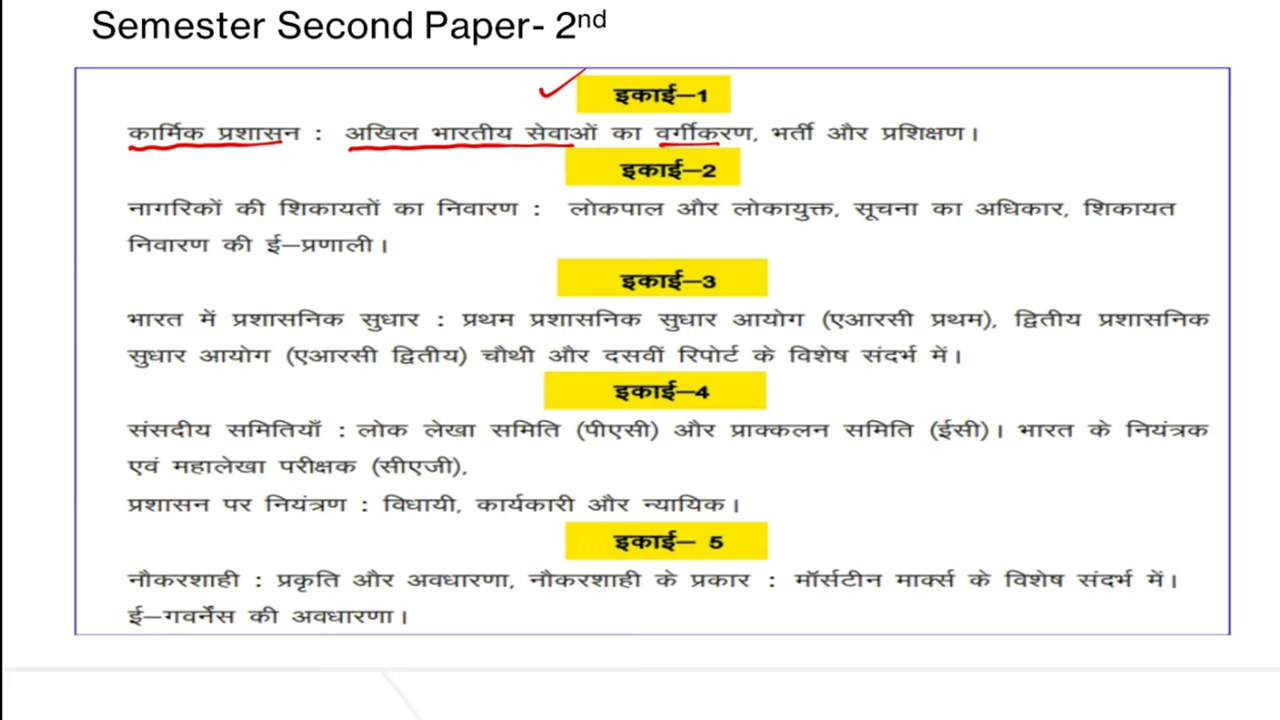 Semester Second Paper- 2nd
इकाई–1
कार्मिक प्रशासन : अखिल भारतीय सेवाओं का वर्गीकरण, भर्ती और प्रशिक्षण।
इकाई–2
नागरिकों की शिकायतों का निवारण : लोकपाल और लोकायुक्त, सूचना का अधिकार, शिकायत
निवारण की ई–प्रणाली।
इकाई–3
भारत में प्रशासनिक सुधार : प्रथम प्रशासनिक सुधार आयोग (एआरसी प्रथम), द्वितीय प्रशासनिक
सुधार आयोग (एआरसी द्वितीय) चौथी और दसवीं रिपोर्ट के विशेष संदर्भ में।
इकाई–4
संसदीय समितियाँ : लोक लेखा समिति (पीएसी) और प्राक्कलन समिति (ईसी)। भारत के नियंत्रक
एवं महालेखा परीक्षक (सीएजी),
प्रशासन पर नियंत्रण : विधायी, कार्यकारी और न्यायिक।
इकाई– 5
नौकरशाही : प्रकृति और अवधारणा, नौकरशाही के प्रकार : मॉर्सटीन मार्क्स के विशेष संदर्भ में।
ई–गवर्नेंस की अवधारणा।